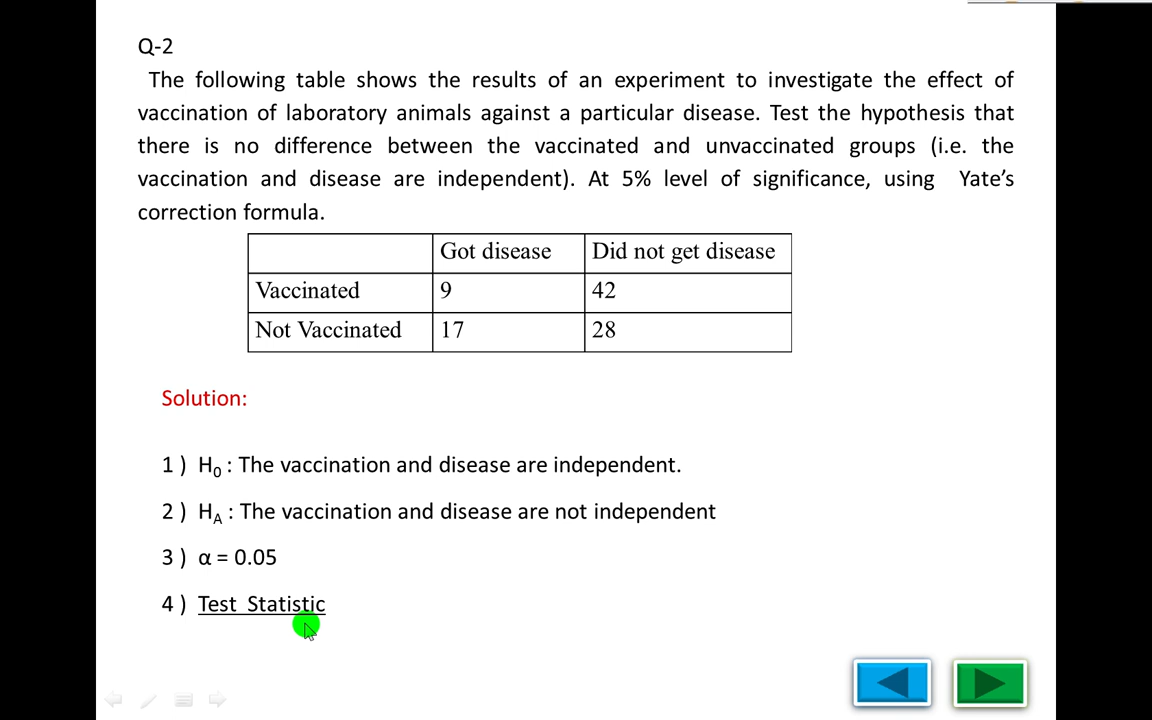 Q-2
The following table shows the results of an experiment to investigate the effect of
vaccination of laboratory animals against a particular disease. Test the hypothesis that
there is no difference between the vaccinated and unvaccinated groups (i.e. the
vaccination and disease are independent). At 5% level of significance, using Yate's
correction formula.
Got disease Did not get disease
Vaccinated 9 42
Not Vaccinated 17 28
Solution:
1 ) H₀ : The vaccination and disease are independent.
2 ) Hᴀ : The vaccination and disease are not independent
3 ) α = 0.05
4 ) Test Statistic